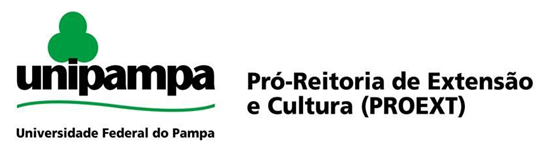 unipampa
Universidade Federal do Pampa
Pró-Reitoria de Extensão
e Cultura (PROEXT)